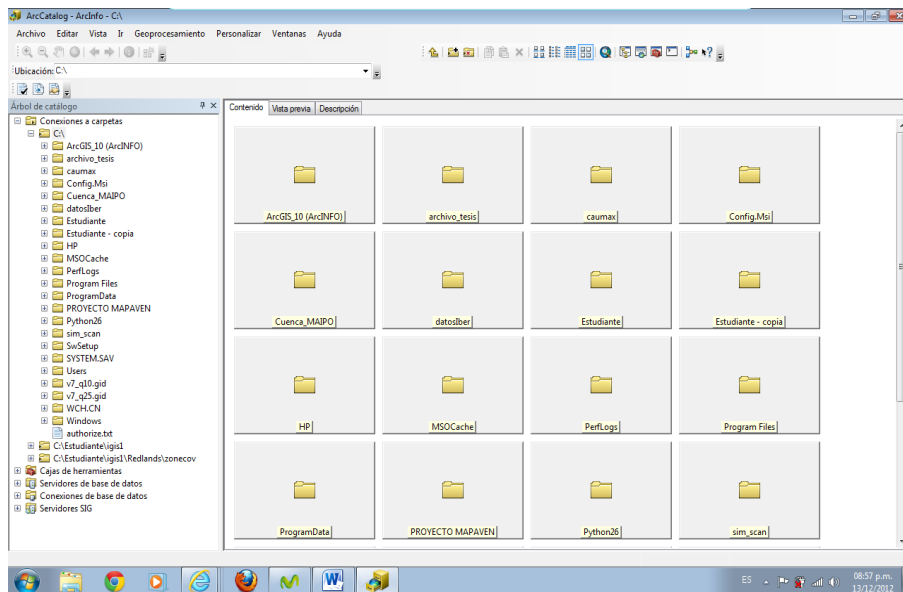 ArcCatalog - ArcInfo - C:\
Archivo Editar Vista Ir Geoprocesamiento Personalizar Ventanas Ayuda
Ubicación: C:\
Árbol de catálogo
Contenido Vista previa Descripción
Conexiones a carpetas
C:\
ArcGIS_10 (ArcINFO)
archivo_tesis
caumax
Config.Msi
Cuenca_MAIPO
datosIber
Estudiante
Estudiante - copia
HP
MSOCache
PerfLogs
Program Files
ProgramData
PROYECTO MAPAVEN
Python26
sim_scan
SwSetup
SYSTEM.SAV
Users
v7_q10.gid
v7_q25.gid
WCH.CN
Windows
authorize.txt
C:\Estudiante\igis1
C:\Estudiante\igis1\Redlands\zonecov
Cajas de herramientas
Servidores de base de datos
Conexiones de base de datos
Servidores SIG
ArcGIS_10 (ArcINFO) archivo_tesis caumax Config.Msi
Cuenca_MAIPO datosIber Estudiante Estudiante - copia
HP MSOCache PerfLogs Program Files
ProgramData PROYECTO MAPAVEN Python26 sim_scan
ES
08:57 p.m.
13/12/2012